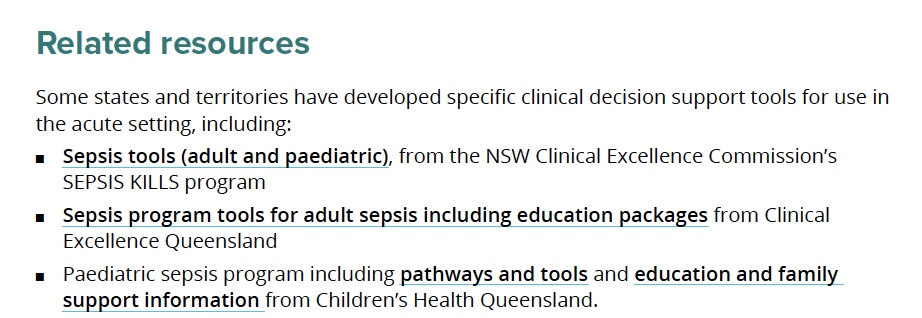 Related resources
Some states and territories have developed specific clinical decision support tools for use in
the acute setting, including:
▪ Sepsis tools (adult and paediatric), from the NSW Clinical Excellence Commission’s
SEPSIS KILLS program
▪ Sepsis program tools for adult sepsis including education packages from Clinical
Excellence Queensland
▪ Paediatric sepsis program including pathways and tools and education and family
support information from Children’s Health Queensland.